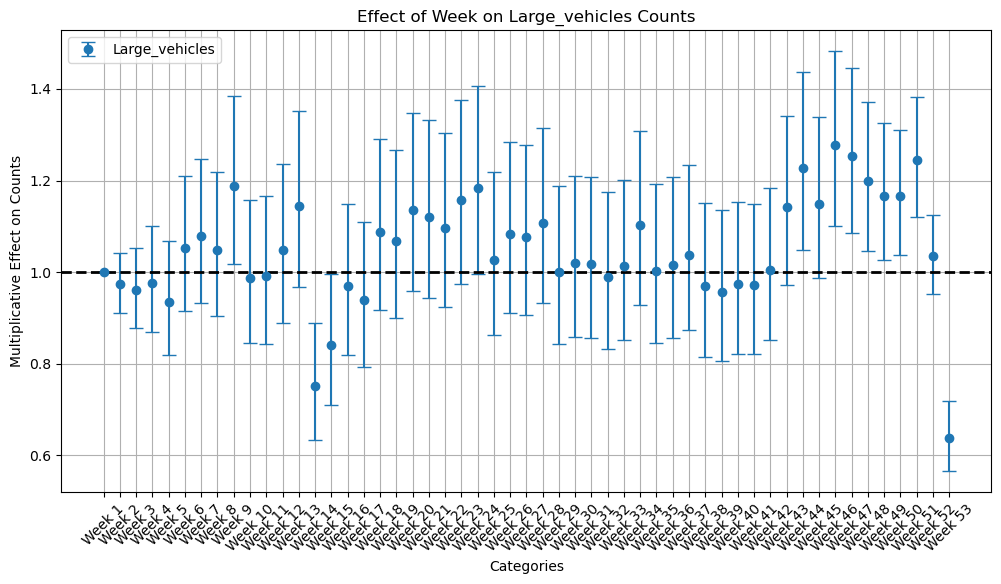 Effect of Week on Large_vehicles Counts
Large_vehicles
Multiplicative Effect on Counts
1.4
1.2
1.0
0.8
0.6
Week 1
Week 2
Week 3
Week 4
Week 5
Week 6
Week 7
Week 8
Week 9
Week 10
Week 11
Week 12
Week 13
Week 14
Week 15
Week 16
Week 17
Week 18
Week 19
Week 20
Week 21
Week 22
Week 23
Week 24
Week 25
Week 26
Week 27
Week 28
Week 29
Week 30
Week 31
Week 32
Week 33
Week 34
Week 35
Week 36
Week 37
Week 38
Week 39
Week 40
Week 41
Week 42
Week 43
Week 44
Week 45
Week 46
Week 47
Week 48
Week 49
Week 50
Week 51
Week 52
Week 53
Categories